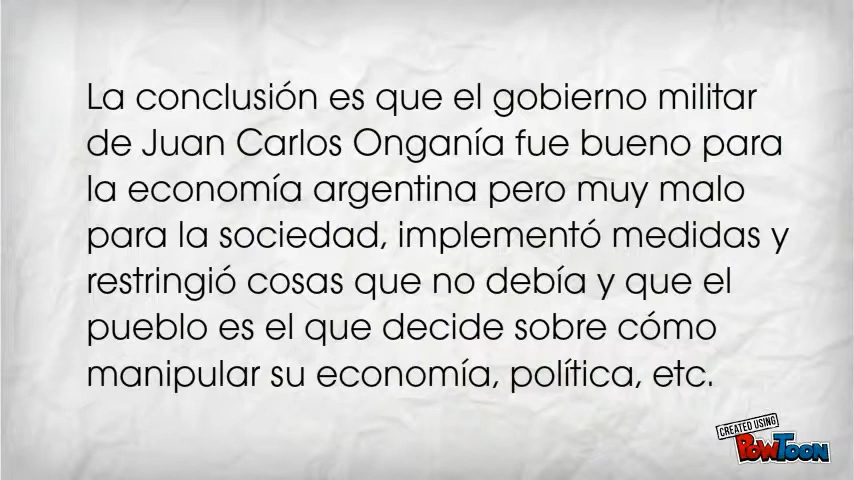 La conclusión es que el gobierno militar
de Juan Carlos Onganía fue bueno para
la economía argentina pero muy malo
para la sociedad, implementó medidas y
restringió cosas que no debía y que el
pueblo es el que decide sobre cómo
manipular su economía, política, etc.
CREATED USING
POWTOON